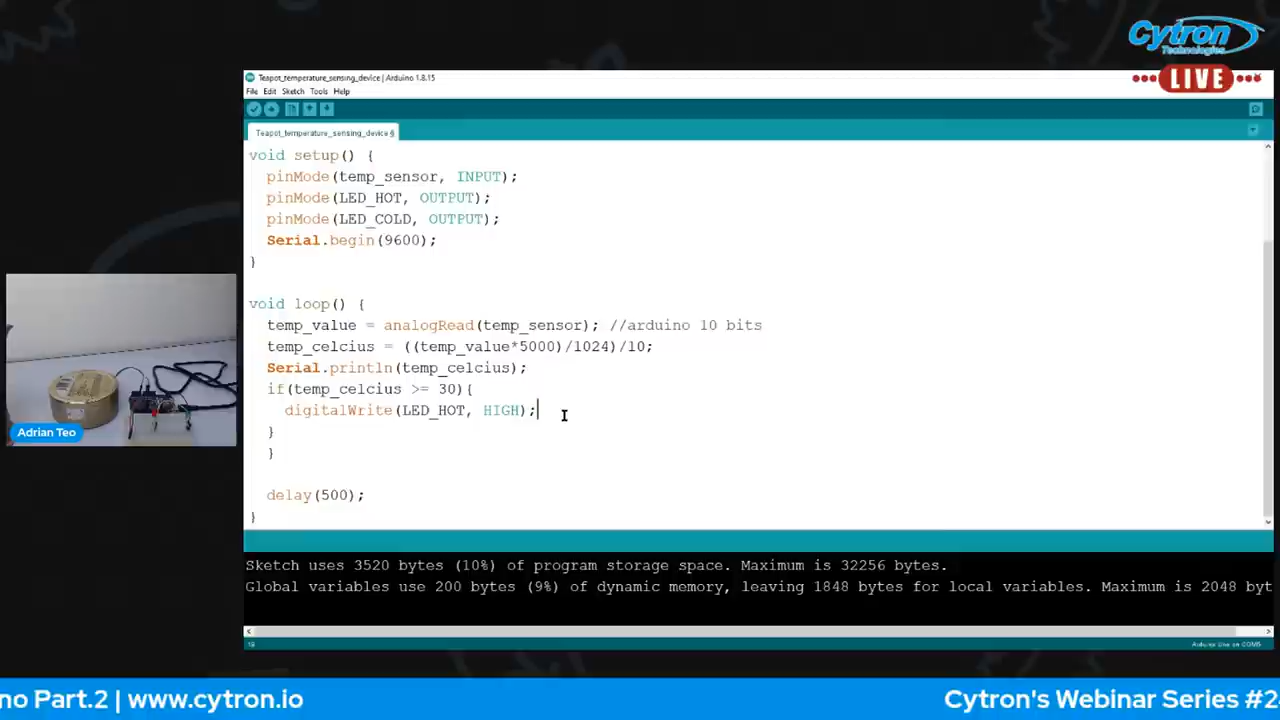 Cytron
Technologies
LIVE
Teapot_temperature_sensing_device | Arduino 1.8.15
File Edit Sketch Tools Help
Teapot_temperature_sensing_device §
void setup() {
pinMode(temp_sensor, INPUT);
pinMode(LED_HOT, OUTPUT);
pinMode(LED_COLD, OUTPUT);
Serial.begin(9600);
}
void loop() {
temp_value = analogRead(temp_sensor); //arduino 10 bits
temp_celcius = ((temp_value*5000)/1024)/10;
Serial.println(temp_celcius);
if(temp_celcius >= 30){
digitalWrite(LED_HOT, HIGH);
}
}
delay(500);
}
Adrian Teo
Sketch uses 3520 bytes (10%) of program storage space. Maximum is 32256 bytes.
Global variables use 200 bytes (9%) of dynamic memory, leaving 1848 bytes for local variables. Maximum is 2048 byt
Arduino Uno on COM5
no Part.2 | www.cytron.io
Cytron's Webinar Series #2